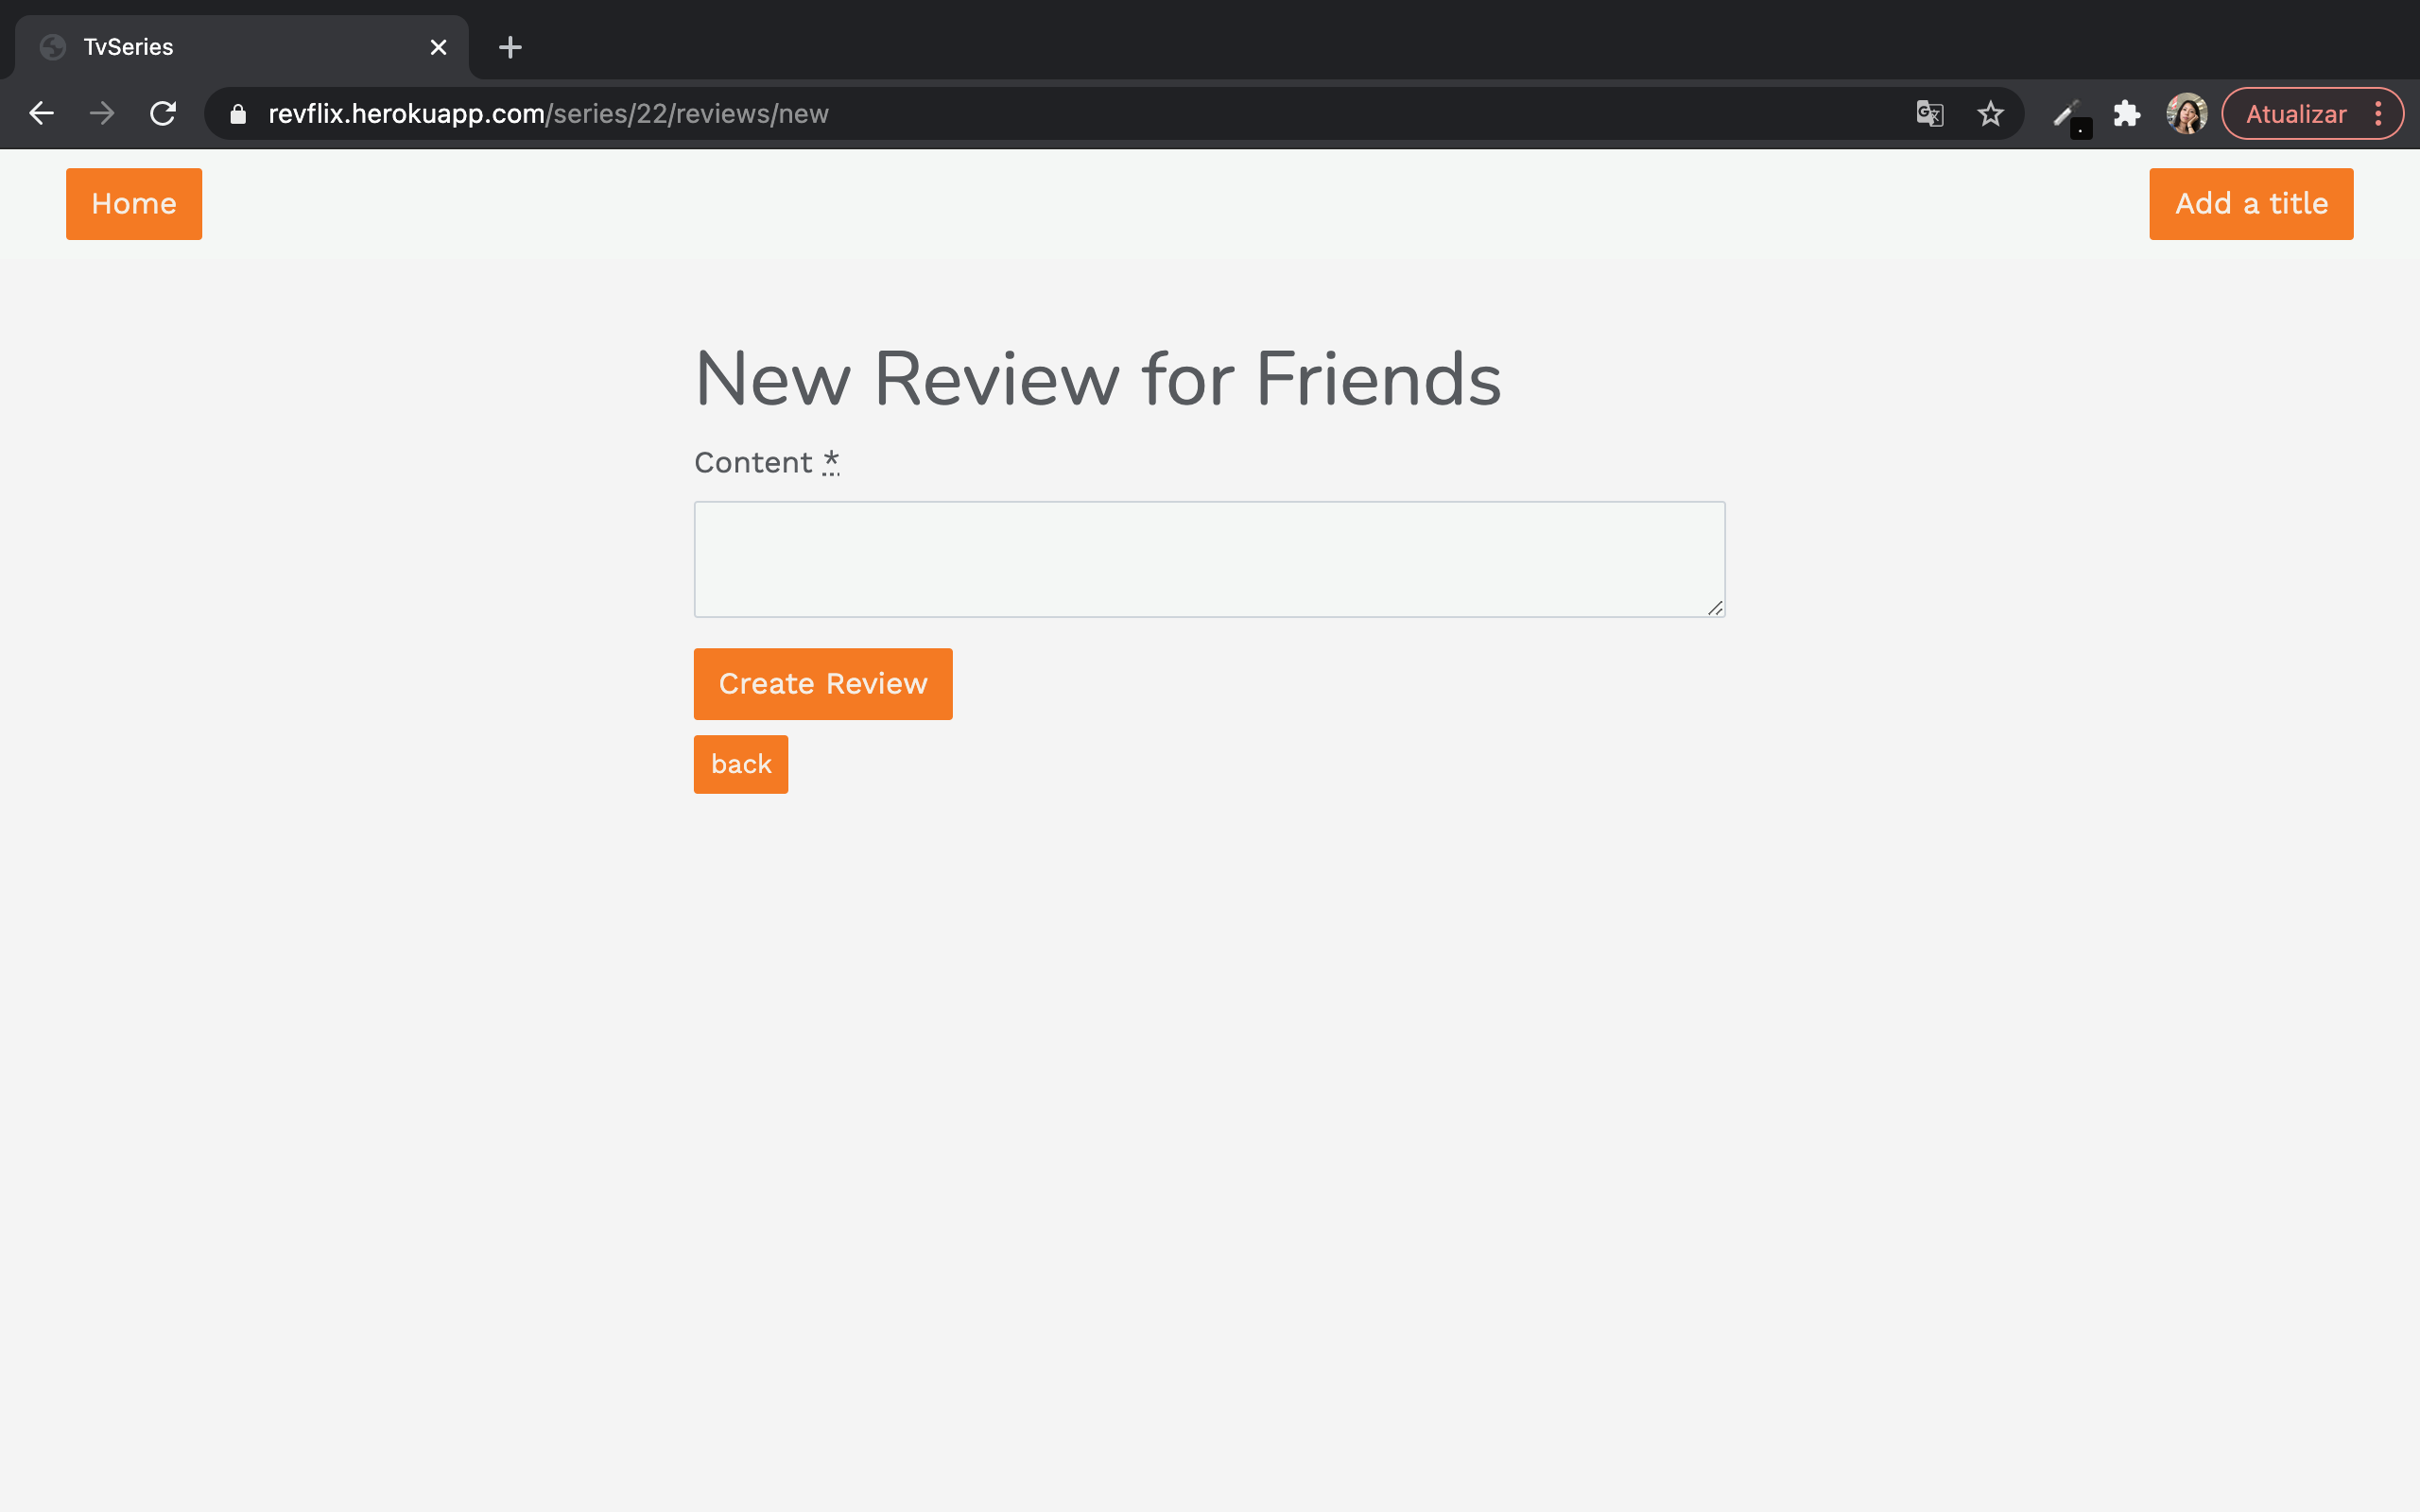 TvSeries
revflix.herokuapp.com/series/22/reviews/new
Atualizar
Home
Add a title
New Review for Friends
Content *
Create Review
back